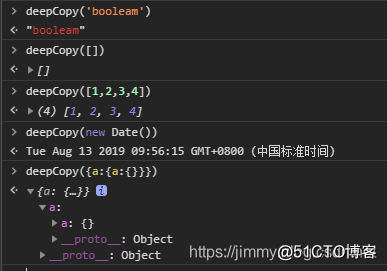 > deepCopy('booleam')
< "booleam"
> deepCopy([])
< ▶ []
> deepCopy([1,2,3,4])
< ▶ (4) [1, 2, 3, 4]
> deepCopy(new Date())
< Tue Aug 13 2019 09:56:15 GMT+0800 (中国标准时间)
> deepCopy({a:{a:{}}})
< ▼ {a: {…}} i
▼ a:
▶ a: {}
▶ __proto__: Object
▶ __proto__: Object
https://jimmy
@51CTO博客